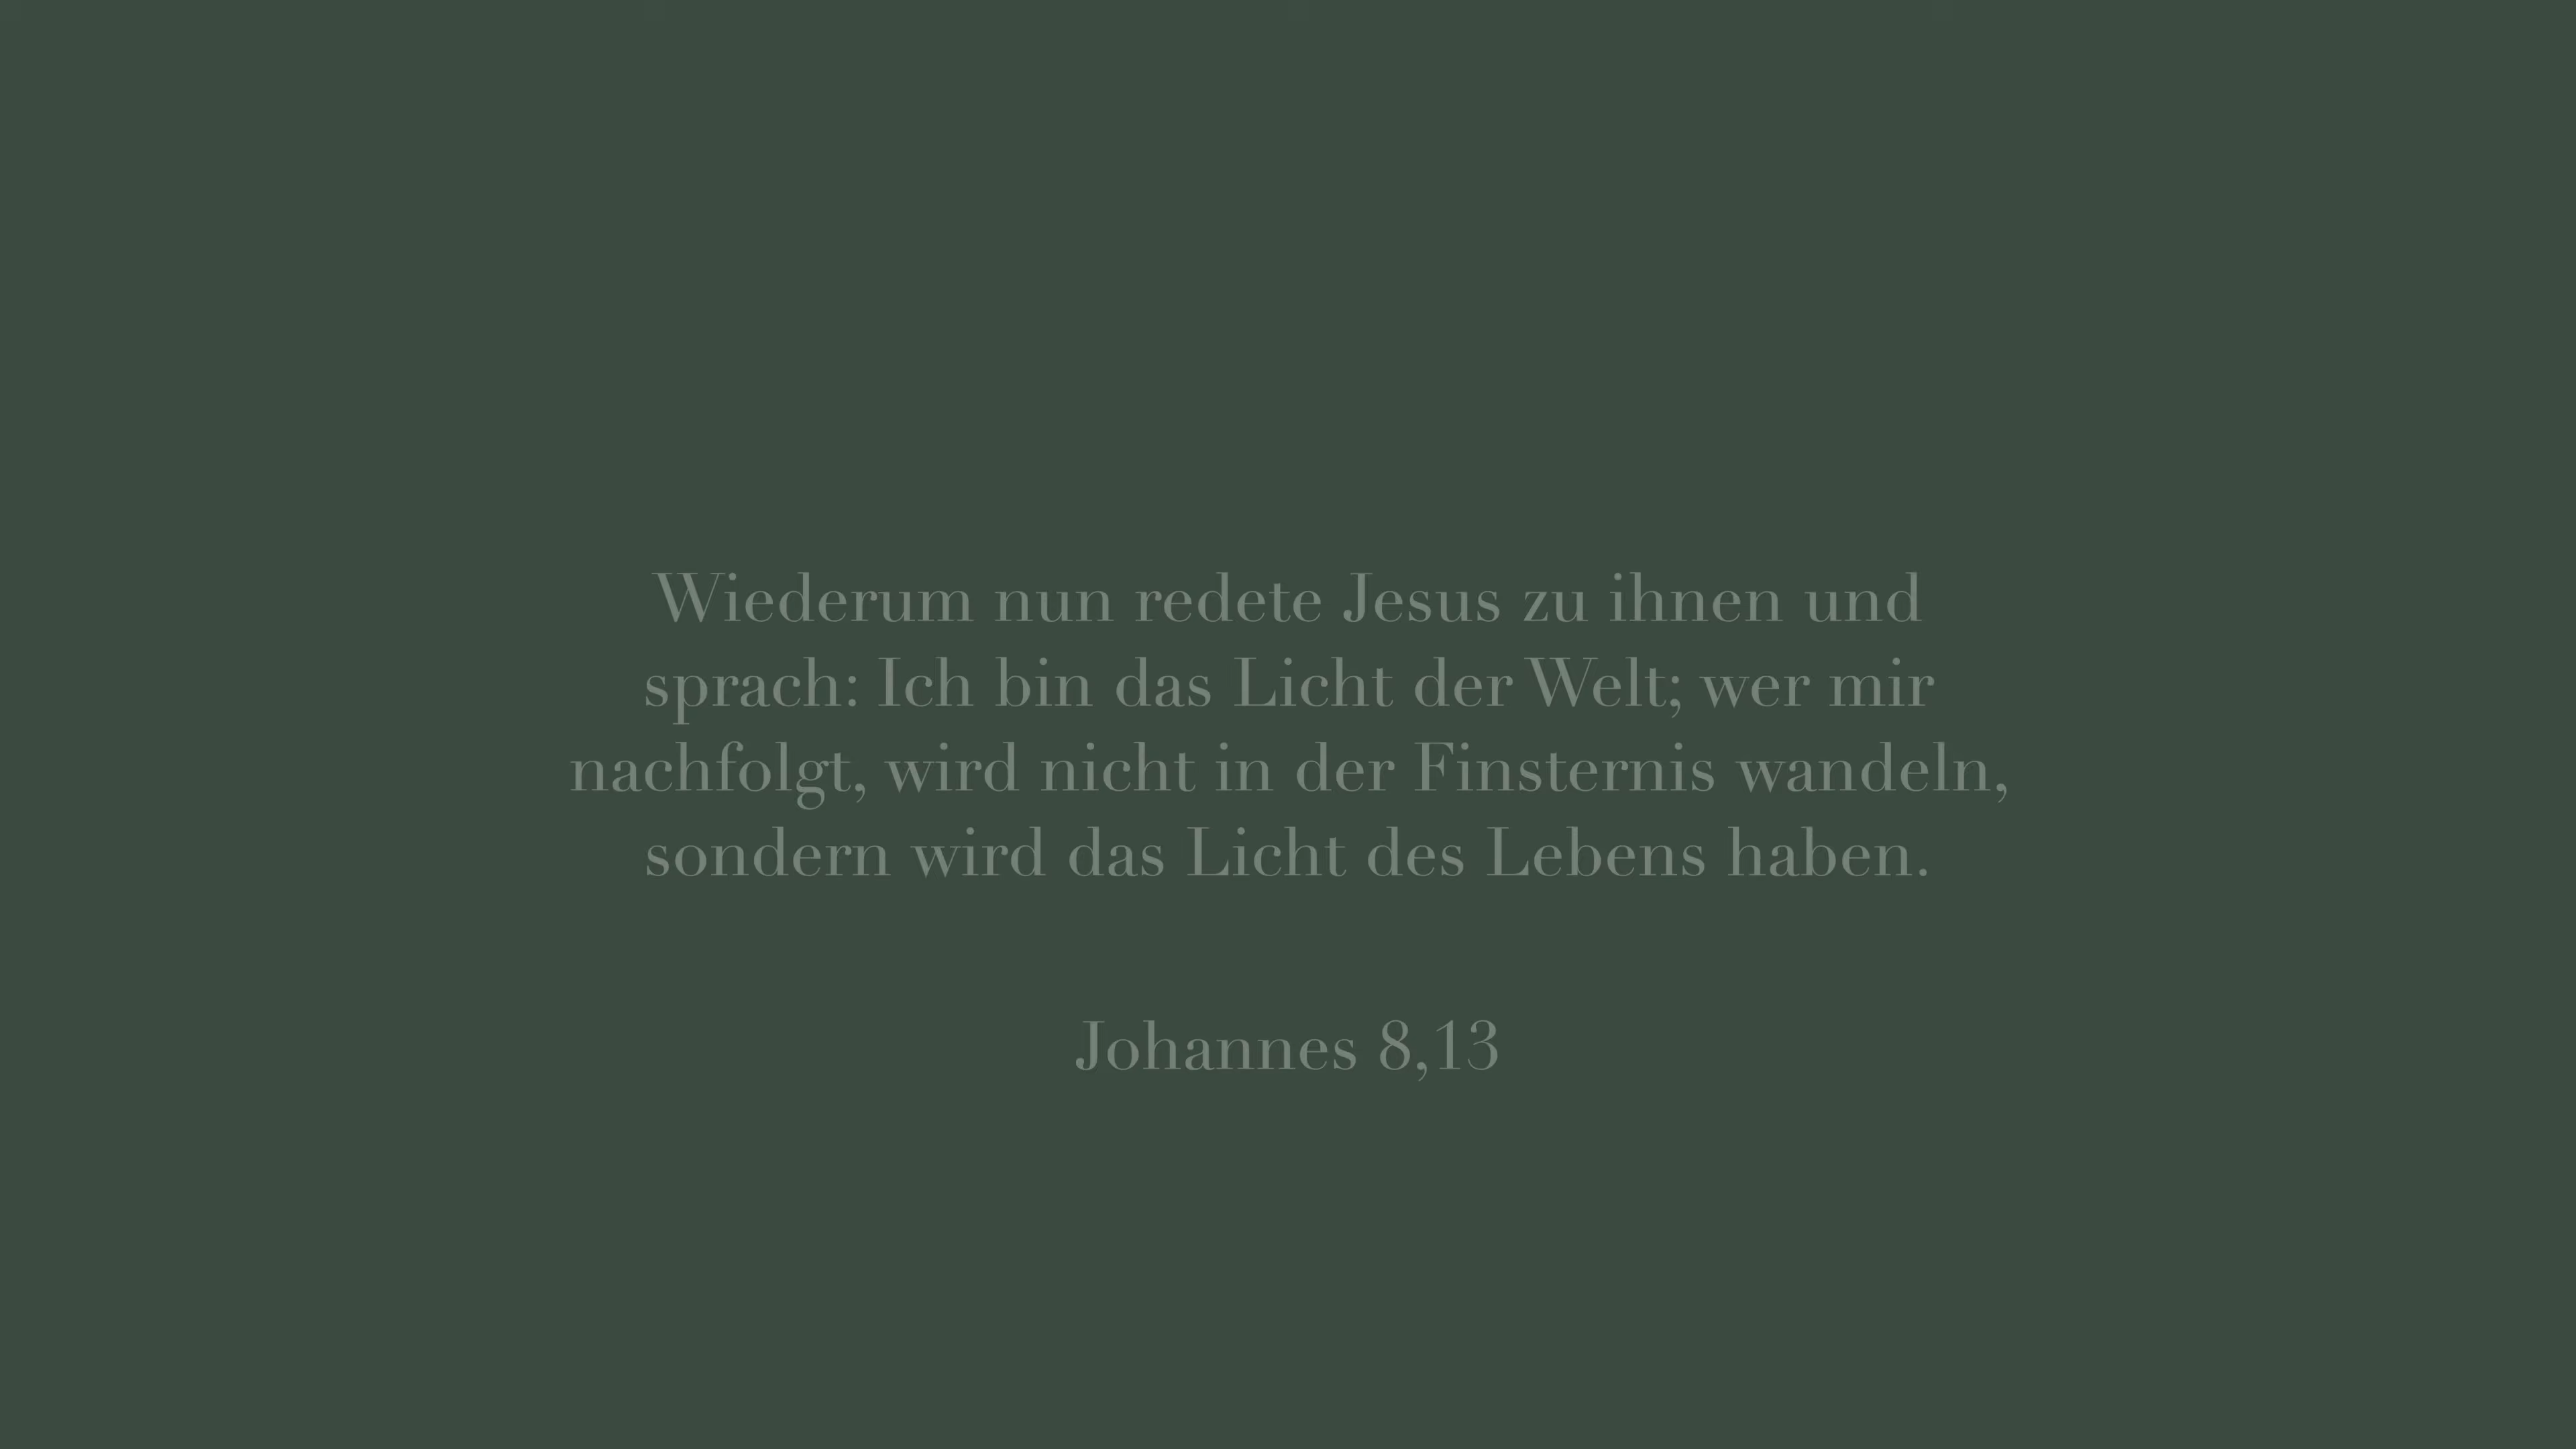 Wiederum nun redete Jesus zu ihnen und
sprach: Ich bin das Licht der Welt; wer mir
nachfolgt, wird nicht in der Finsternis wandeln,
sondern wird das Licht des Lebens haben.
Johannes 8,13